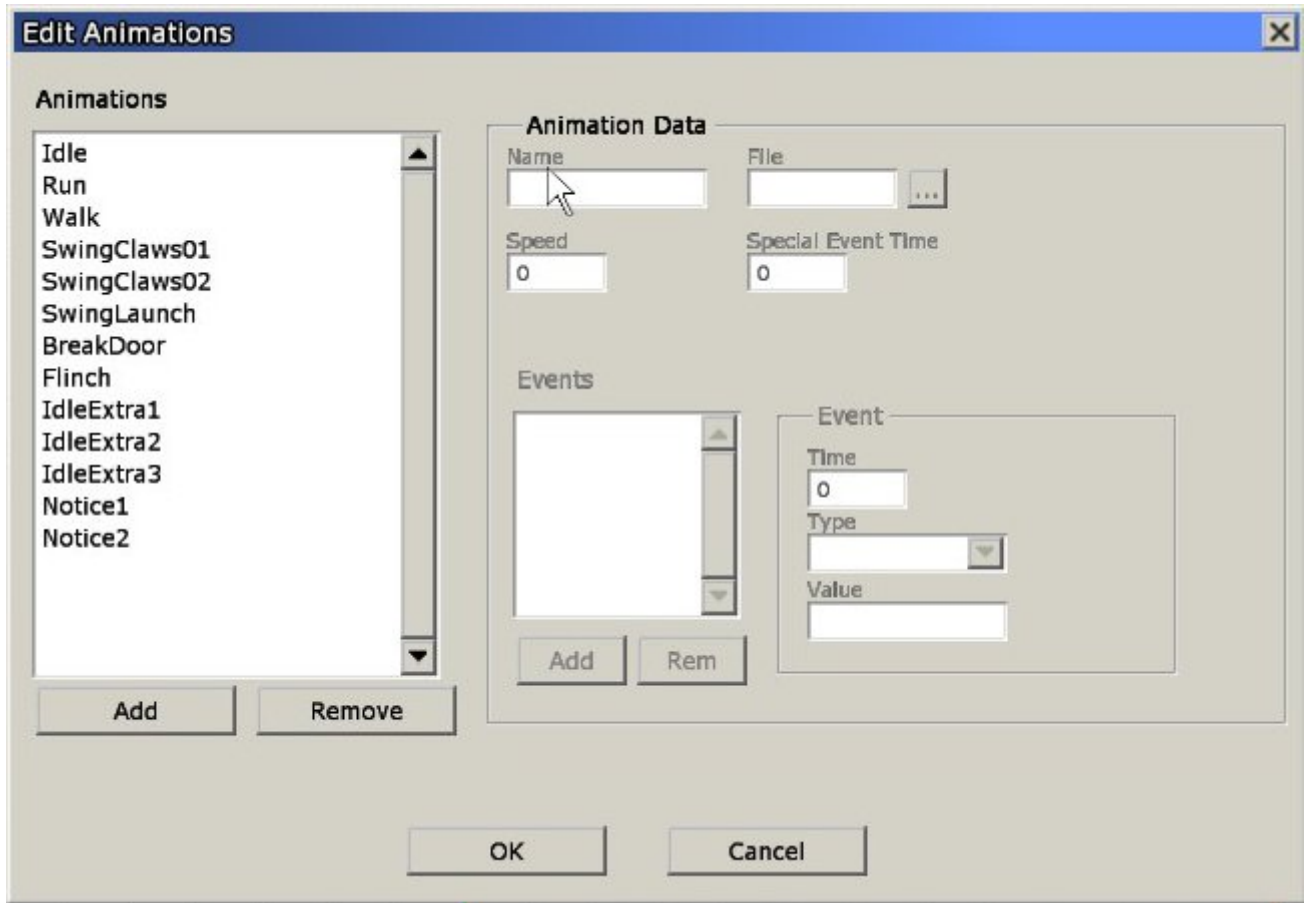 Edit Animations
Animations
Idle
Run
Walk
SwingClaws01
SwingClaws02
SwingLaunch
BreakDoor
Flinch
IdleExtra1
IdleExtra2
IdleExtra3
Notice1
Notice2
Add Remove
Animation Data
Name File
...
Speed Special Event Time
0 0
Events
Event
Time
0
Type
Value
Add Rem
OK Cancel